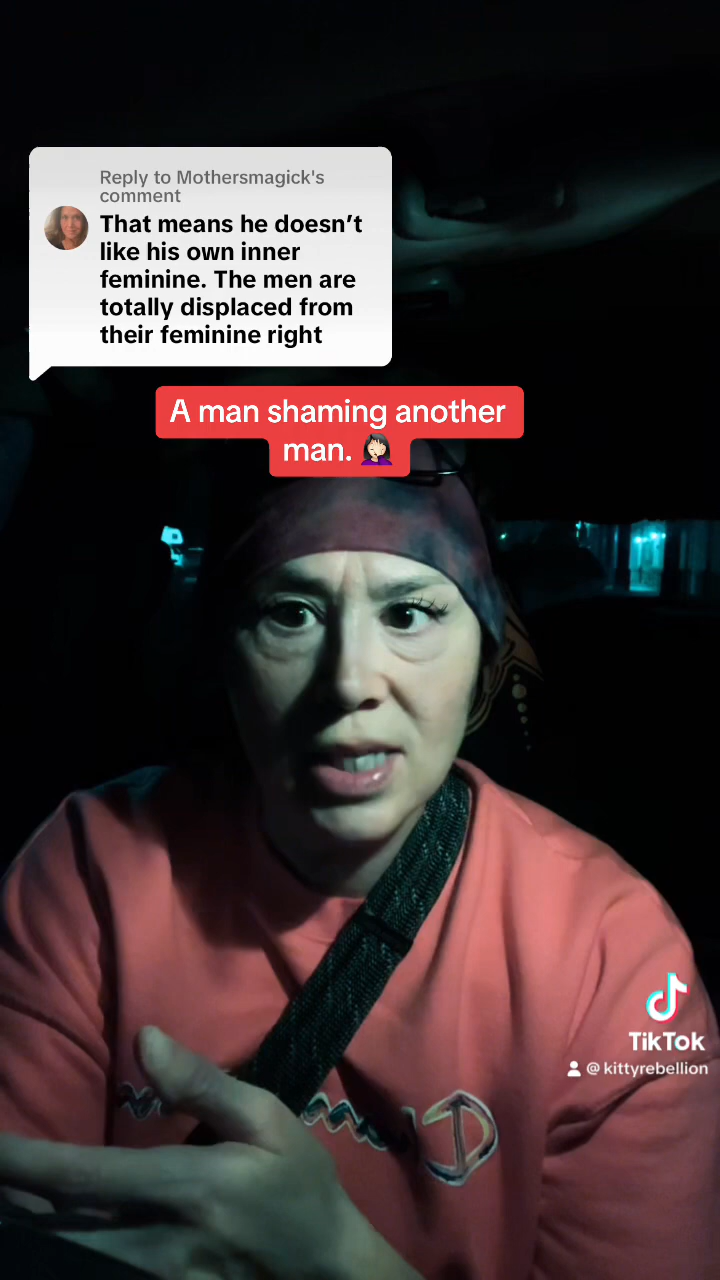 Reply to Mothersmagick's
comment
That means he doesn’t
like his own inner
feminine. The men are
totally displaced from
their feminine right
A man shaming another
man. 🤦🏻‍♀️
TikTok
@kittyrebellion